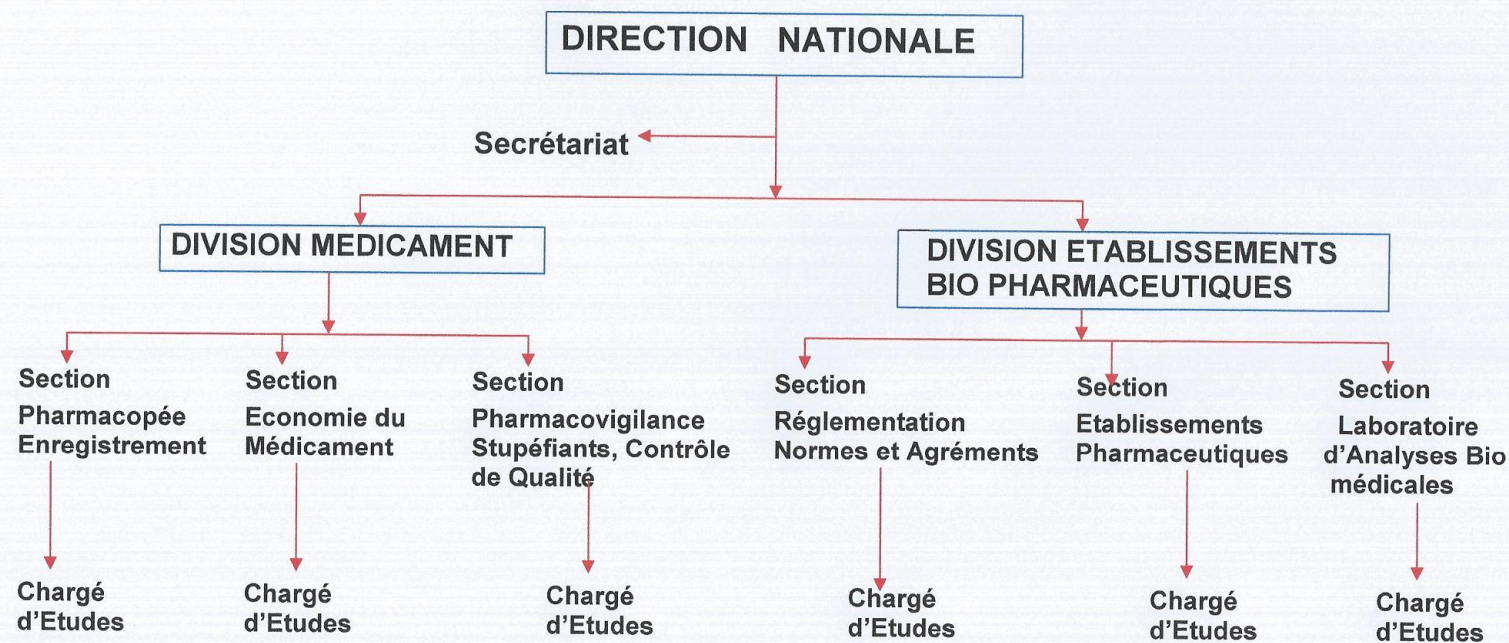 DIRECTION NATIONALE
Secrétariat
DIVISION MEDICAMENT
DIVISION ETABLISSEMENTS
BIO PHARMACEUTIQUES
Section
Pharmacopée
Enregistrement
Section
Economie du
Médicament
Section
Pharmacovigilance
Stupéfiants, Contrôle
de Qualité
Section
Réglementation
Normes et Agréments
Section
Etablissements
Pharmaceutiques
Section
Laboratoire
d'Analyses Bio
médicales
Chargé
d'Etudes
Chargé
d'Etudes
Chargé
d'Etudes
Chargé
d'Etudes
Chargé
d'Etudes
Chargé
d'Etudes